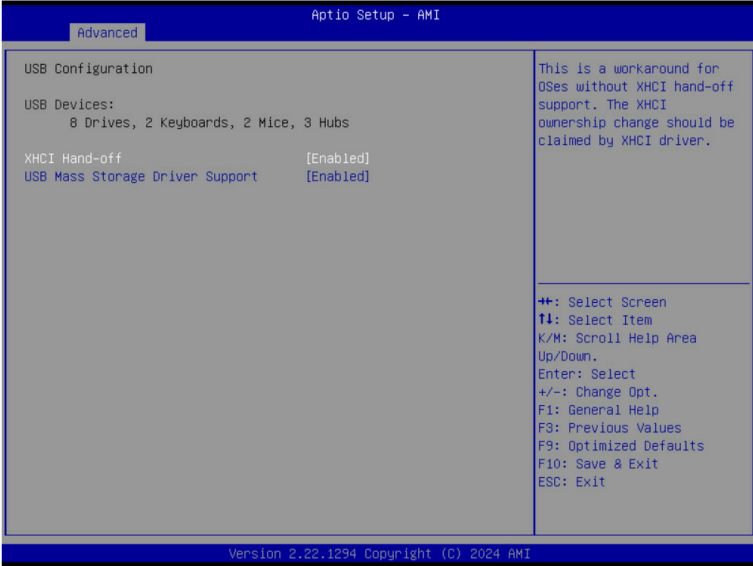 Aptio Setup – AMI
Advanced
USB Configuration
USB Devices:
8 Drives, 2 Keyboards, 2 Mice, 3 Hubs
XHCI Hand-off [Enabled]
USB Mass Storage Driver Support [Enabled]
This is a workaround for
OSes without XHCI hand-off
support. The XHCI
ownership change should be
claimed by XHCI driver.
→←: Select Screen
↑↓: Select Item
K/M: Scroll Help Area
Up/Down.
Enter: Select
+/-: Change Opt.
F1: General Help
F3: Previous Values
F9: Optimized Defaults
F10: Save & Exit
ESC: Exit
Version 2.22.1294 Copyright (C) 2024 AMI